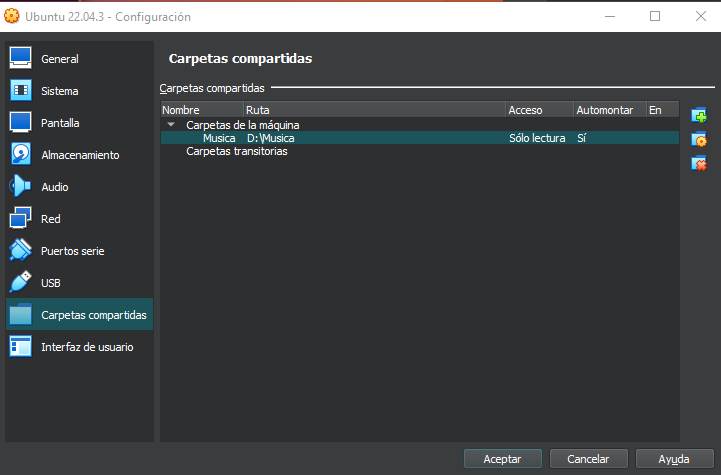 Ubuntu 22.04.3 - Configuración
General
Sistema
Pantalla
Almacenamiento
Audio
Red
Puertos serie
USB
Carpetas compartidas
Interfaz de usuario
Carpetas compartidas
Carpetas compartidas
Nombre Ruta Acceso Automontar En
Carpetas de la máquina
Musica D:\Musica Sólo lectura Sí
Carpetas transitorias
Aceptar Cancelar Ayuda